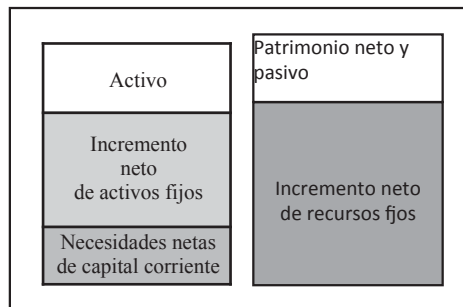 Activo
Incremento
neto
de activos fijos
Necesidades netas
de capital corriente
Patrimonio neto y
pasivo
Incremento neto
de recursos fjos